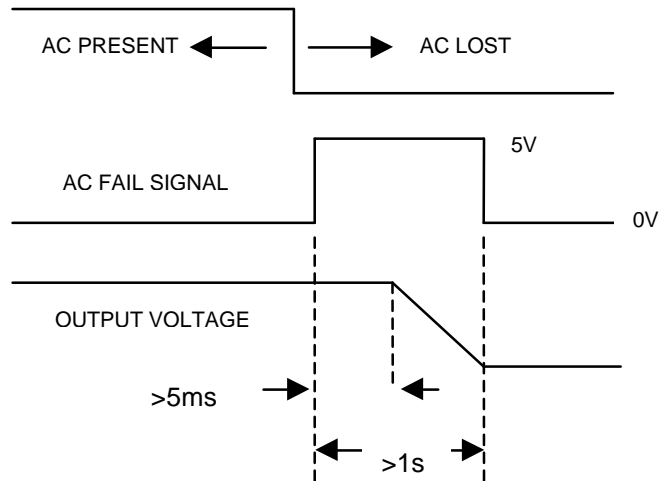 AC PRESENT
AC LOST
5V
AC FAIL SIGNAL
0V
OUTPUT VOLTAGE
>5ms
>1s